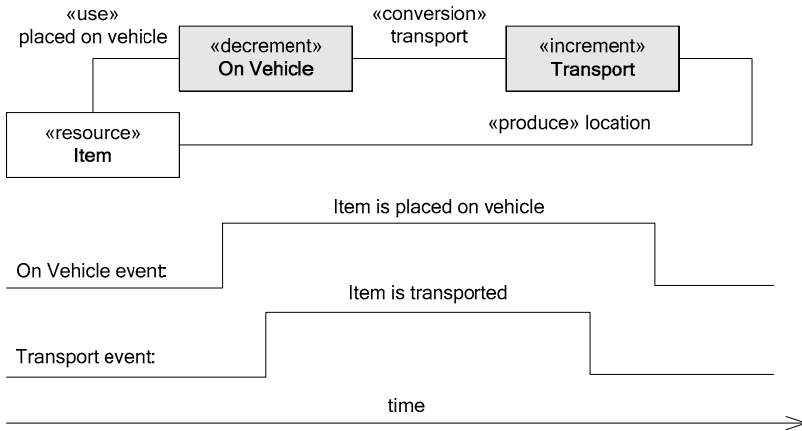 «use»
placed on vehicle
«decrement»
On Vehicle
«conversion»
transport
«increment»
Transport
«resource»
Item
«produce» location
Item is placed on vehicle
On Vehicle event:
Item is transported
Transport event:
time